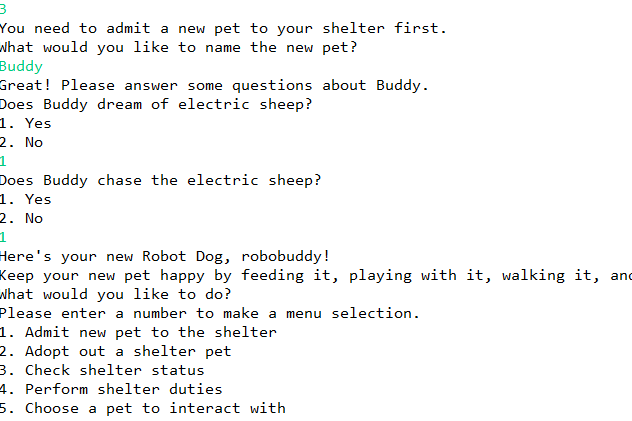 3
You need to admit a new pet to your shelter first.
What would you like to name the new pet?
Buddy
Great! Please answer some questions about Buddy.
Does Buddy dream of electric sheep?
1. Yes
2. No
1
Does Buddy chase the electric sheep?
1. Yes
2. No
1
Here's your new Robot Dog, robobuddy!
Keep your new pet happy by feeding it, playing with it, walking it, and
What would you like to do?
Please enter a number to make a menu selection.
1. Admit new pet to the shelter
2. Adopt out a shelter pet
3. Check shelter status
4. Perform shelter duties
5. Choose a pet to interact with